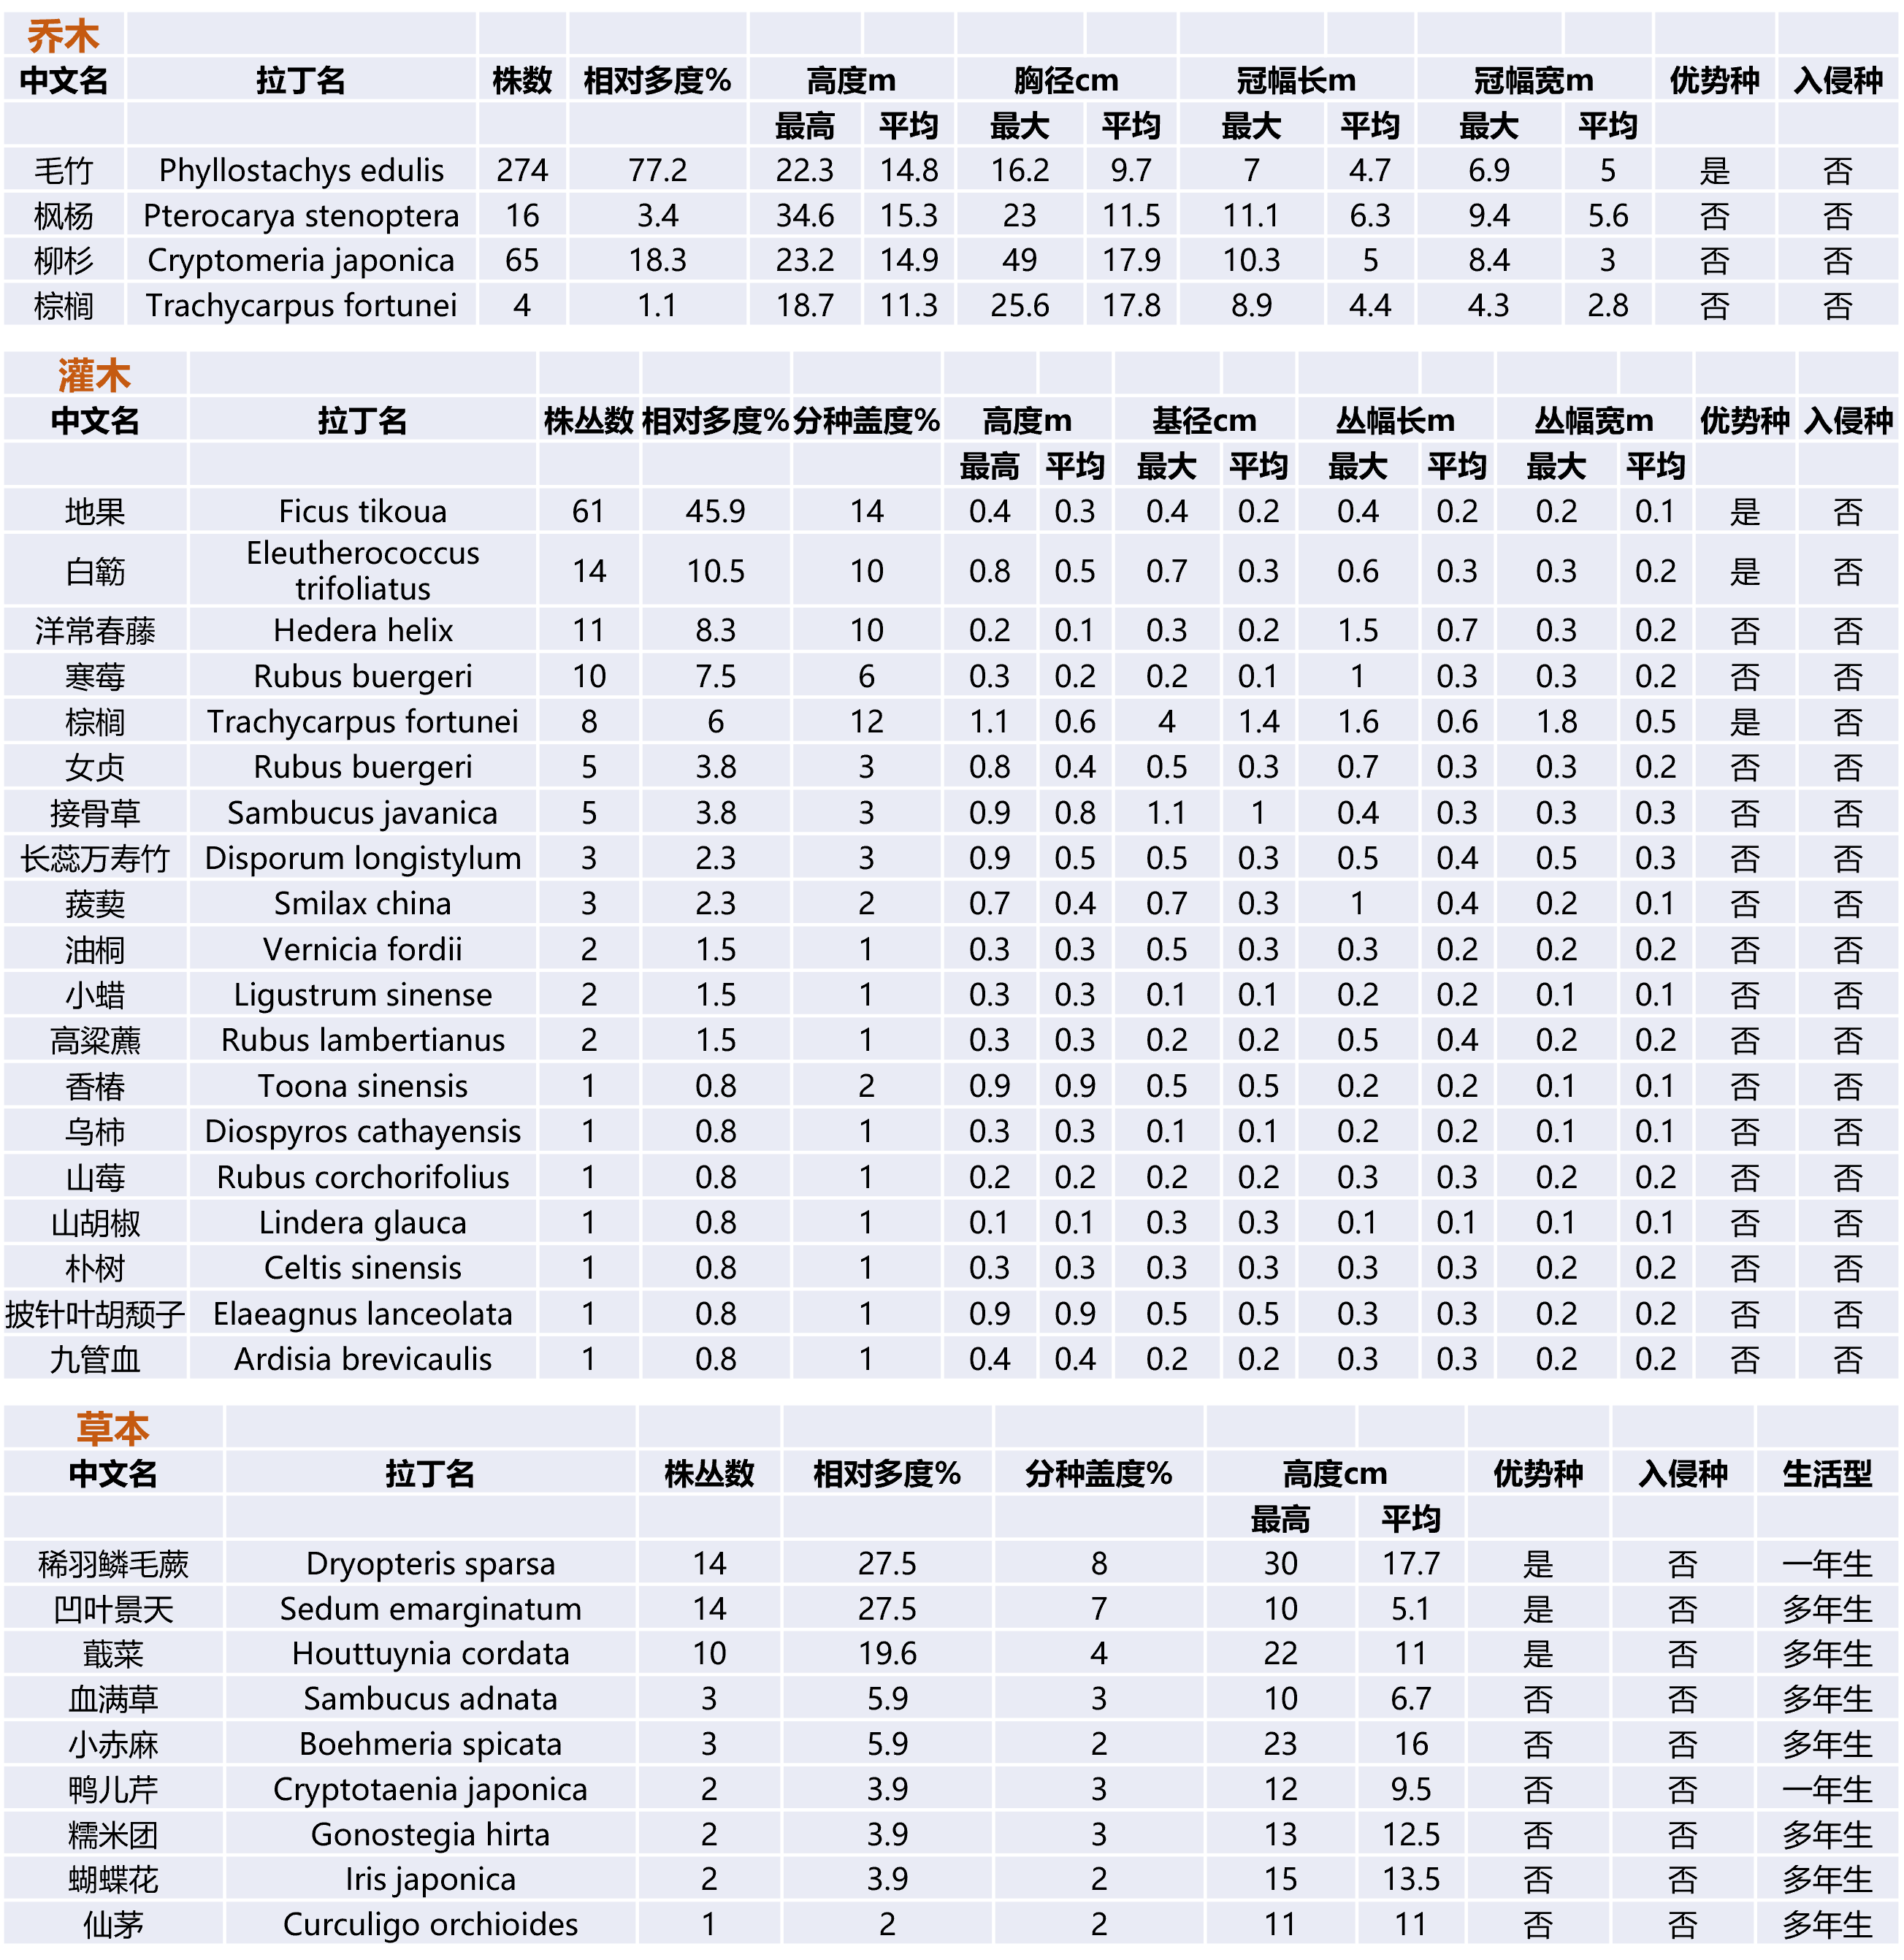 乔木
中文名 拉丁名 株数 相对多度% 高度m 胸径cm 冠幅长m 冠幅宽m 优势种 入侵种
最高 平均 最大 平均 最大 平均 最大 平均
毛竹 Phyllostachys edulis 274 77.2 22.3 14.8 16.2 9.7 7 4.7 6.9 5 是 否
枫杨 Pterocarya stenoptera 16 3.4 34.6 15.3 23 11.5 11.1 6.3 9.4 5.6 否 否
柳杉 Cryptomeria japonica 65 18.3 23.2 14.9 49 17.9 10.3 5 8.4 3 否 否
棕榈 Trachycarpus fortunei 4 1.1 18.7 11.3 25.6 17.8 8.9 4.4 4.3 2.8 否 否
灌木
中文名 拉丁名 株丛数 相对多度% 分种盖度% 高度m 基径cm 丛幅长m 丛幅宽m 优势种 入侵种
最高 平均 最大 平均 最大 平均 最大 平均
地果 Ficus tikoua 61 45.9 14 0.4 0.3 0.4 0.2 0.4 0.2 0.2 0.1 是 否
白簕 Eleutherococcus trifoliatus 14 10.5 10 0.8 0.5 0.7 0.3 0.6 0.3 0.3 0.2 是 否
洋常春藤 Hedera helix 11 8.3 10 0.2 0.1 0.3 0.2 1.5 0.7 0.3 0.2 否 否
寒莓 Rubus buergeri 10 7.5 6 0.3 0.2 0.2 0.1 1 0.3 0.3 0.2 否 否
棕榈 Trachycarpus fortunei 8 6 12 1.1 0.6 4 1.4 1.6 0.6 1.8 0.5 是 否
女贞 Rubus buergeri 5 3.8 3 0.8 0.4 0.5 0.3 0.7 0.3 0.3 0.2 否 否
接骨草 Sambucus javanica 5 3.8 3 0.9 0.8 1.1 1 0.4 0.3 0.3 0.3 否 否
长蕊万寿竹 Disporum longistylum 3 2.3 3 0.9 0.5 0.5 0.3 0.5 0.4 0.5 0.3 否 否
菝葜 Smilax china 3 2.3 2 0.7 0.4 0.7 0.3 1 0.4 0.2 0.1 否 否
油桐 Vernicia fordii 2 1.5 1 0.3 0.3 0.5 0.3 0.3 0.2 0.2 0.2 否 否
小蜡 Ligustrum sinense 2 1.5 1 0.3 0.3 0.1 0.1 0.2 0.2 0.1 0.1 否 否
高粱藨 Rubus lambertianus 2 1.5 1 0.3 0.3 0.2 0.2 0.5 0.4 0.2 0.2 否 否
香椿 Toona sinensis 1 0.8 2 0.9 0.9 0.5 0.5 0.2 0.2 0.1 0.1 否 否
乌柿 Diospyros cathayensis 1 0.8 1 0.3 0.3 0.1 0.1 0.2 0.2 0.1 0.1 否 否
山莓 Rubus corchorifolius 1 0.8 1 0.2 0.2 0.2 0.2 0.3 0.3 0.2 0.2 否 否
山胡椒 Lindera glauca 1 0.8 1 0.1 0.1 0.3 0.3 0.1 0.1 0.1 0.1 否 否
朴树 Celtis sinensis 1 0.8 1 0.3 0.3 0.3 0.3 0.3 0.3 0.2 0.2 否 否
披针叶胡颓子 Elaeagnus lanceolata 1 0.8 1 0.9 0.9 0.5 0.5 0.3 0.3 0.2 0.2 否 否
九管血 Ardisia brevicaulis 1 0.8 1 0.4 0.4 0.2 0.2 0.3 0.3 0.2 0.2 否 否
草本
中文名 拉丁名 株丛数 相对多度% 分种盖度% 高度cm 优势种 入侵种 生活型
最高 平均
稀羽鳞毛蕨 Dryopteris sparsa 14 27.5 8 30 17.7 是 否 一年生
凹叶景天 Sedum emarginatum 14 27.5 7 10 5.1 是 否 多年生
蕺菜 Houttuynia cordata 10 19.6 4 22 11 是 否 多年生
血满草 Sambucus adnata 3 5.9 3 10 6.7 否 否 多年生
小赤麻 Boehmeria spicata 3 5.9 2 23 16 否 否 多年生
鸭儿芹 Cryptotaenia japonica 2 3.9 3 12 9.5 否 否 一年生
糯米团 Gonostegia hirta 2 3.9 3 13 12.5 否 否 多年生
蝴蝶花 Iris japonica 2 3.9 2 15 13.5 否 否 多年生
仙茅 Curculigo orchioides 1 2 2 11 11 否 否 多年生